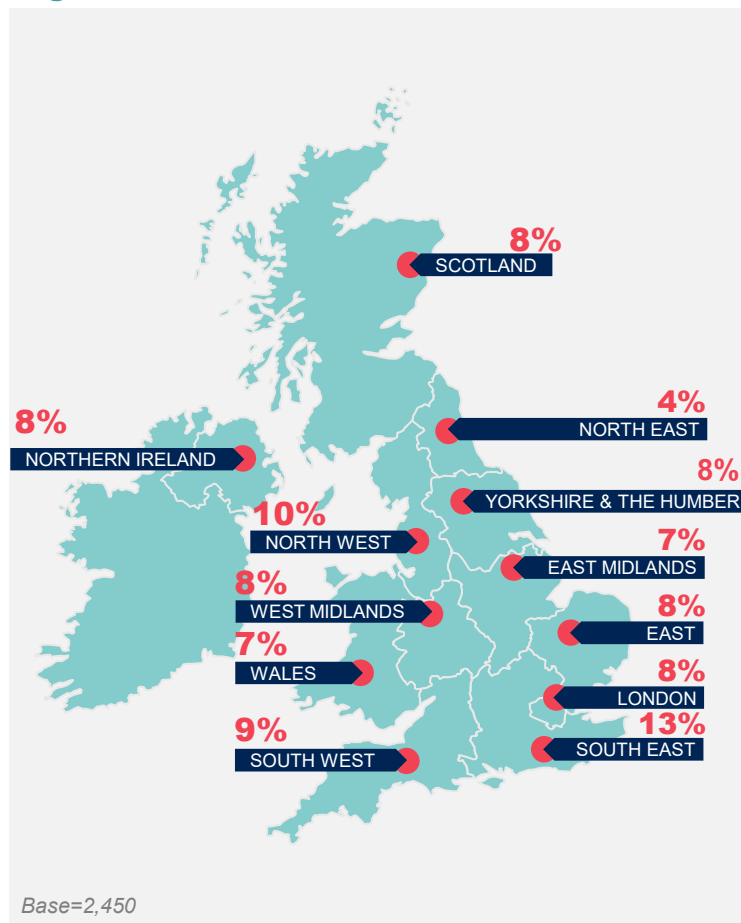 8%
SCOTLAND
4%
NORTH EAST
8%
NORTHERN IRELAND
8%
YORKSHIRE & THE HUMBER
10%
NORTH WEST
7%
EAST MIDLANDS
8%
WEST MIDLANDS
8%
EAST
7%
WALES
8%
LONDON
9%
SOUTH WEST
13%
SOUTH EAST
Base=2,450